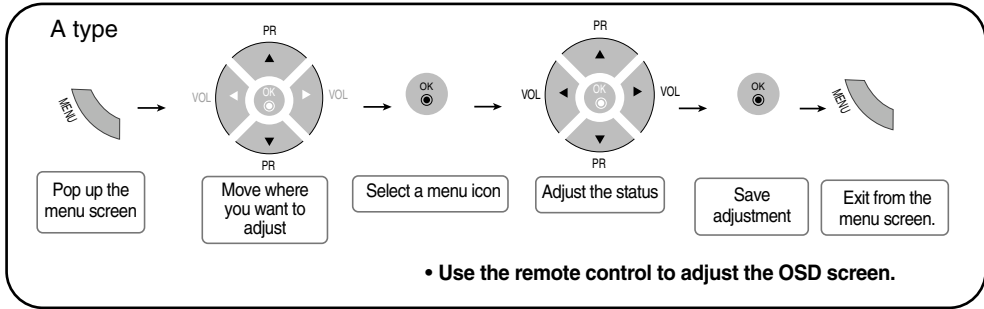 A type
PR
PR
MENU
VOL
OK
VOL
OK
VOL
OK
VOL
OK
MENU
PR
PR
Pop up the
menu screen
Move where
you want to
adjust
Select a menu icon
Adjust the status
Save
adjustment
Exit from the
menu screen.
• Use the remote control to adjust the OSD screen.